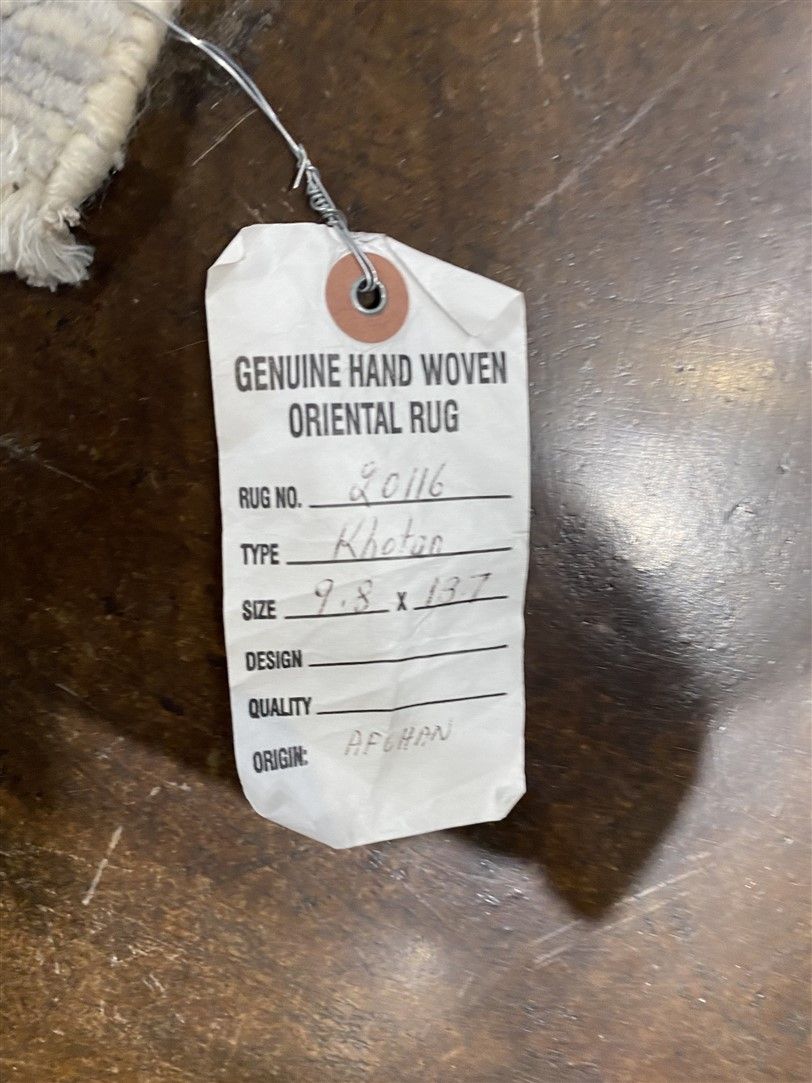 GENUINE HAND WOVEN
ORIENTAL RUG
RUG NO. 20116
TYPE Khotan
SIZE 9.8 x 13.7
DESIGN
QUALITY
ORIGIN: AFGHAN